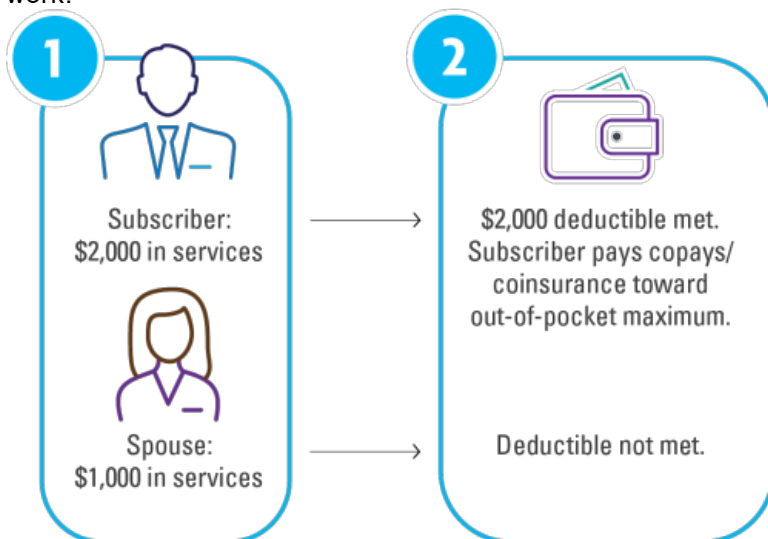 work:
1
2
Subscriber:
$2,000 in services
$2,000 deductible met.
Subscriber pays copays/
coinsurance toward
out-of-pocket maximum.
Spouse:
$1,000 in services
Deductible not met.